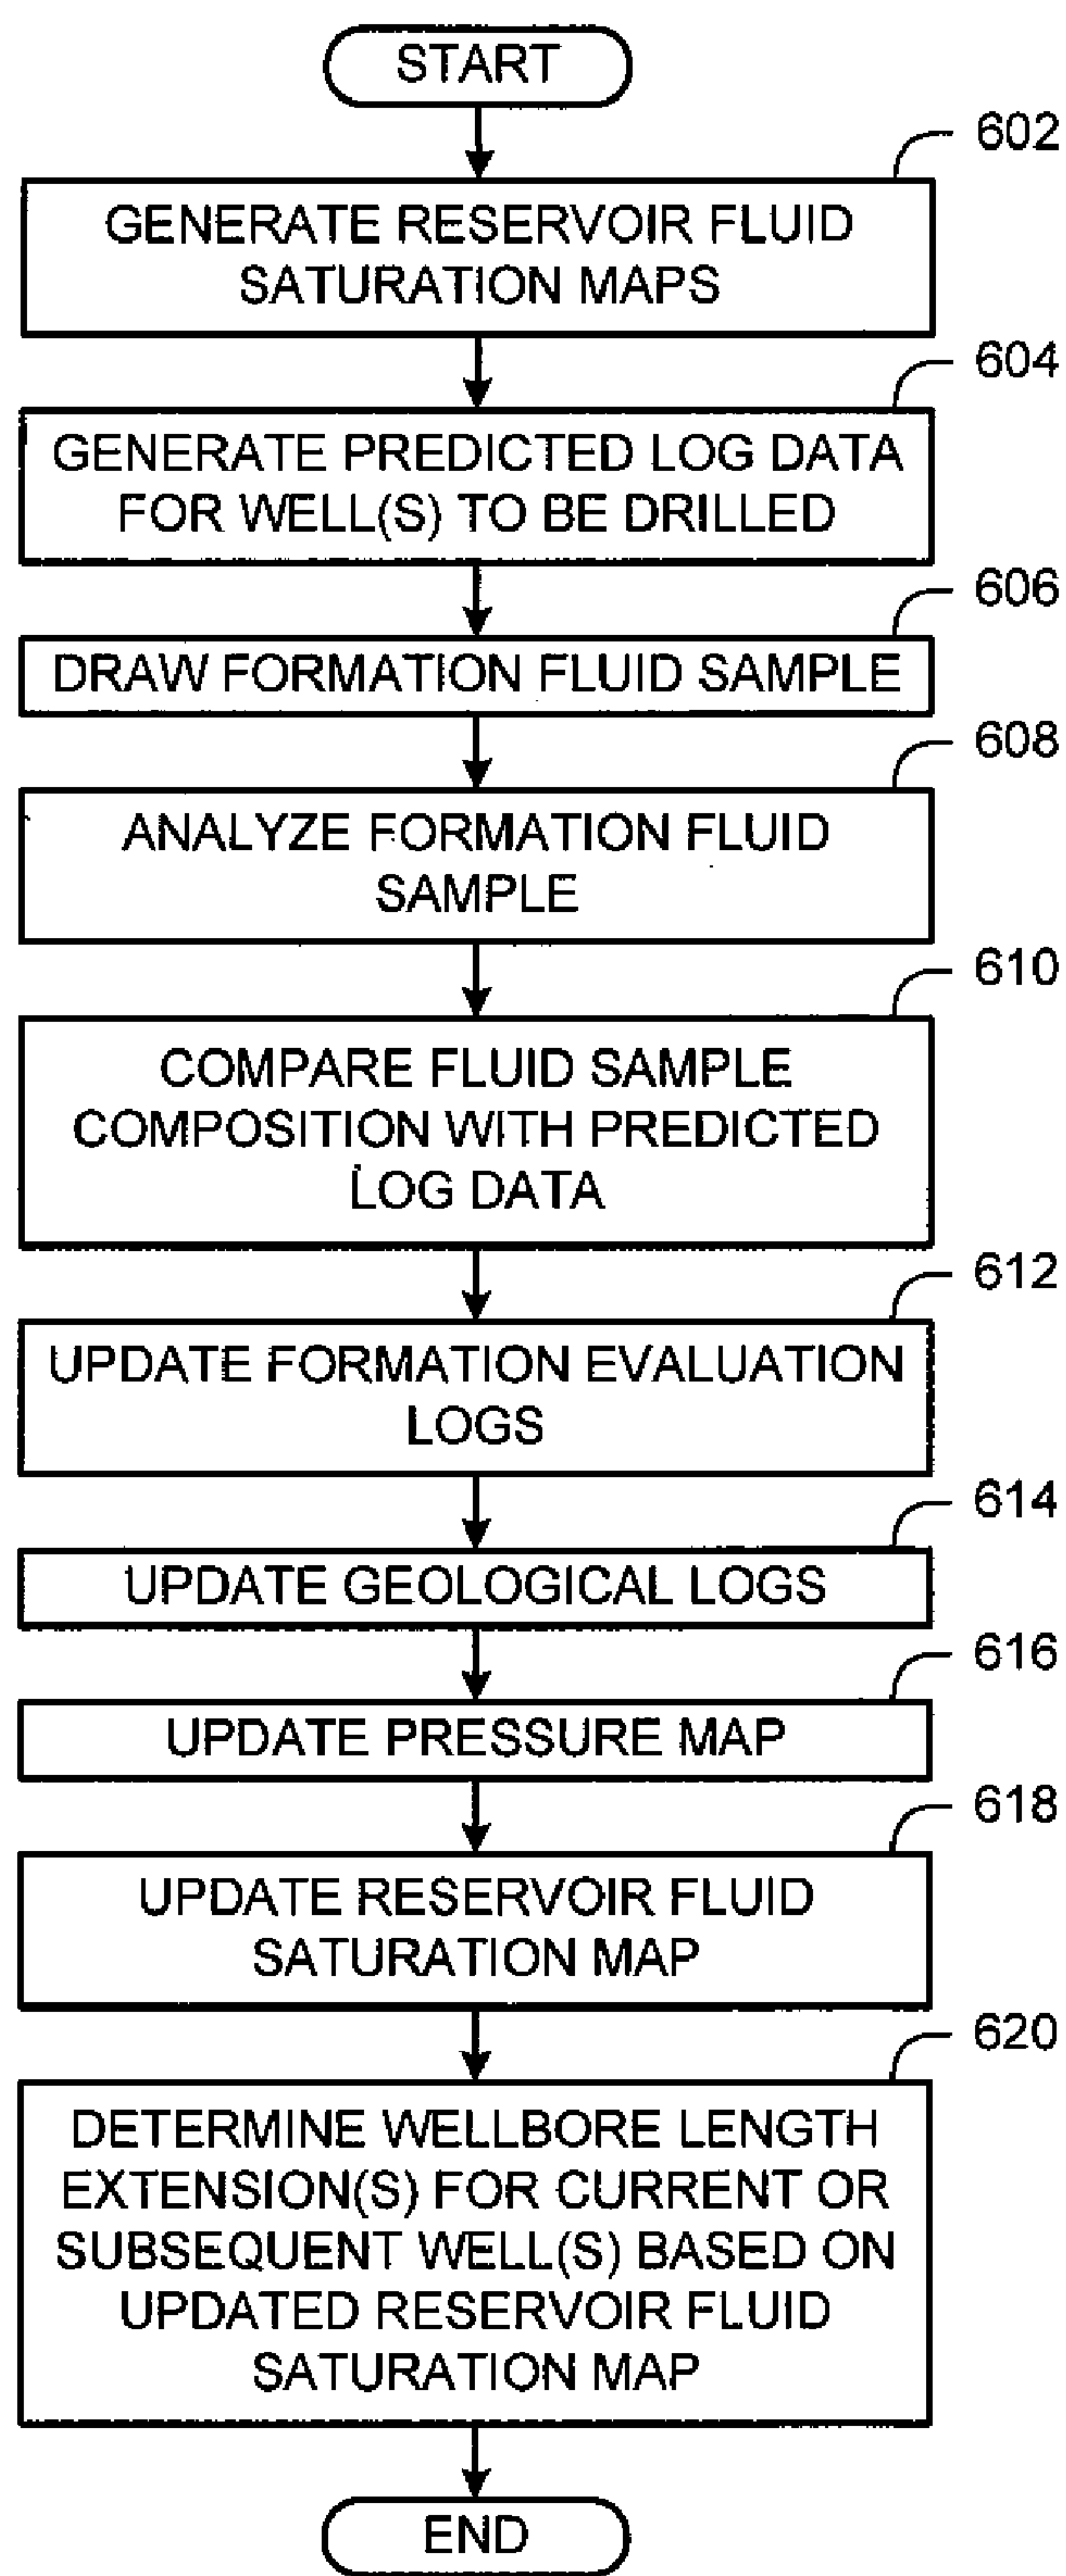 START
602
GENERATE RESERVOIR FLUID
SATURATION MAPS
604
GENERATE PREDICTED LOG DATA
FOR WELL(S) TO BE DRILLED
606
DRAW FORMATION FLUID SAMPLE
608
ANALYZE FORMATION FLUID
SAMPLE
610
COMPARE FLUID SAMPLE
COMPOSITION WITH PREDICTED
LOG DATA
612
UPDATE FORMATION EVALUATION
LOGS
614
UPDATE GEOLOGICAL LOGS
616
UPDATE PRESSURE MAP
618
UPDATE RESERVOIR FLUID
SATURATION MAP
620
DETERMINE WELLBORE LENGTH
EXTENSION(S) FOR CURRENT OR
SUBSEQUENT WELL(S) BASED ON
UPDATED RESERVOIR FLUID
SATURATION MAP
END